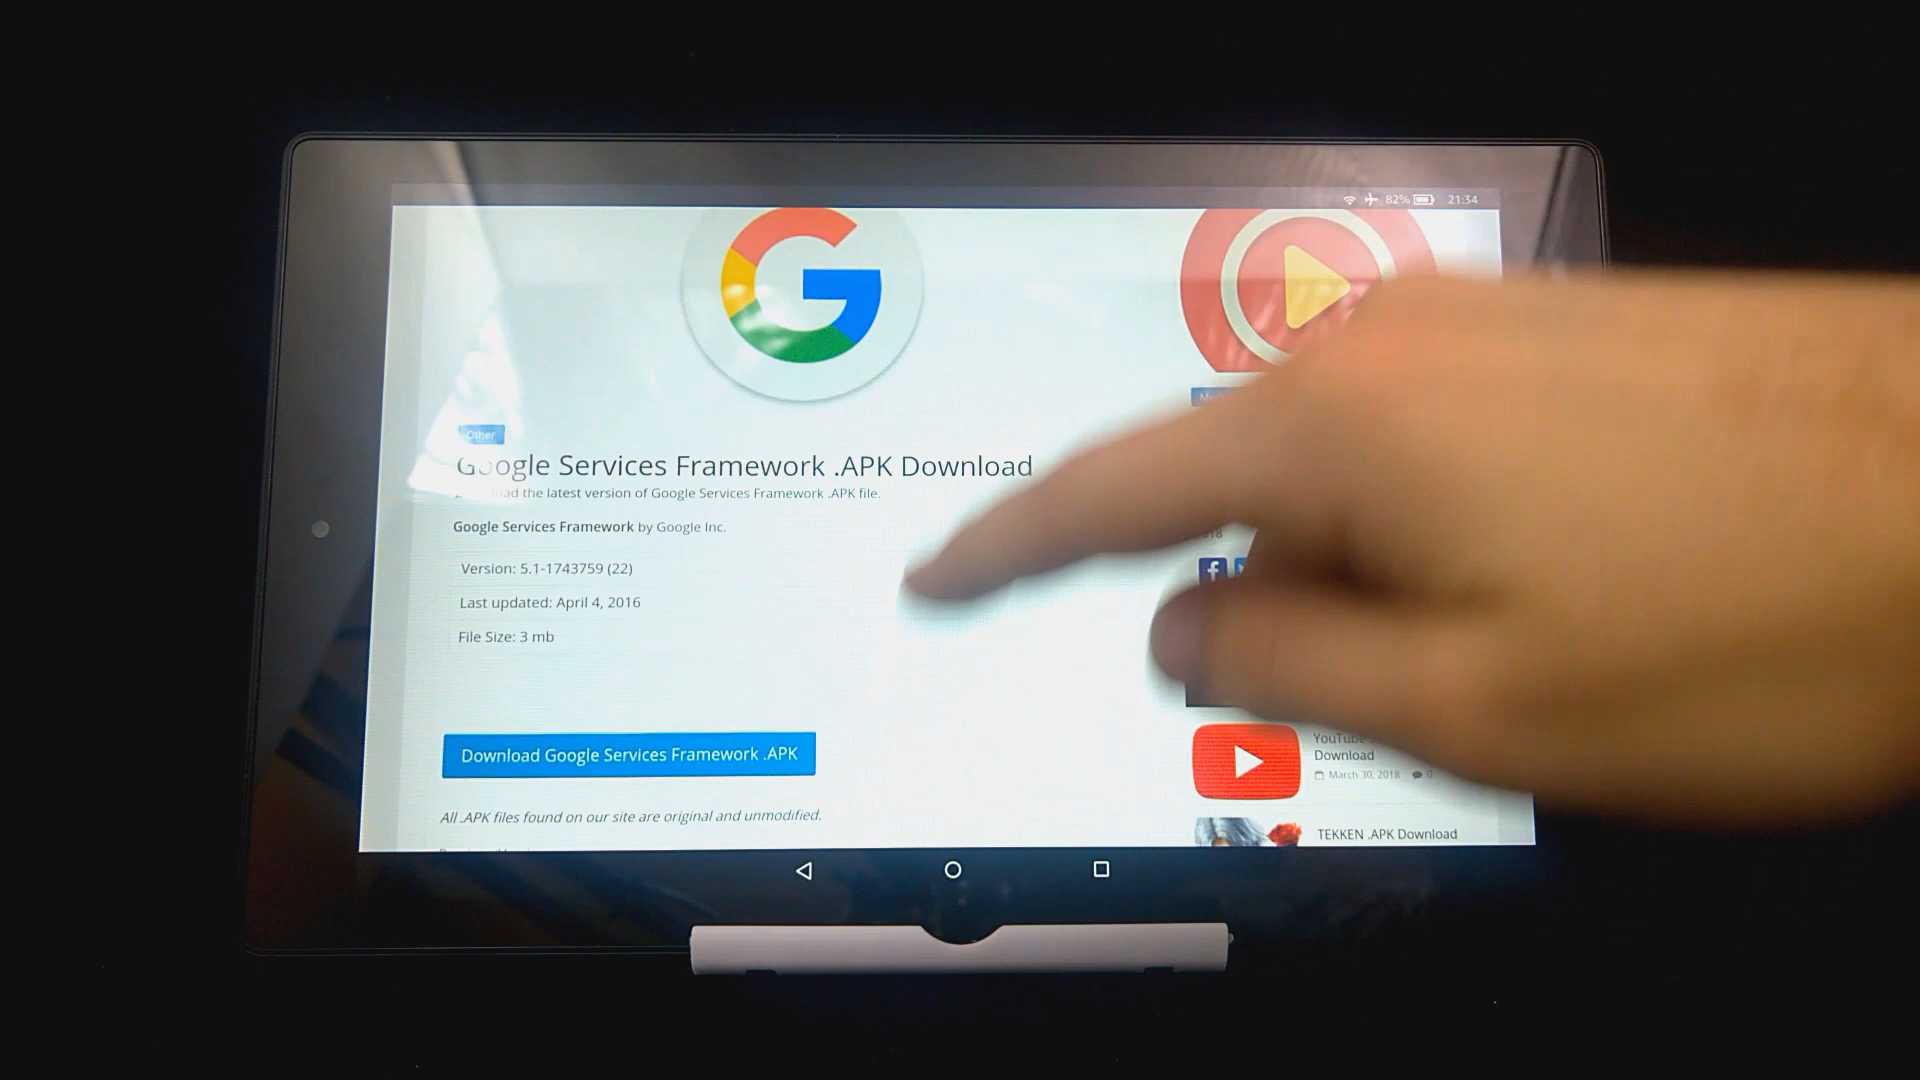 82% 21:34
Other
Google Services Framework .APK Download
the latest version of Google Services Framework .APK file.
Google Services Framework by Google Inc.
Version: 5.1-1743759 (22)
Last updated: April 4, 2016
File Size: 3 mb
Download Google Services Framework .APK
All .APK files found on our site are original and unmodified.
YouTube
Download
March 30, 2018 0
TEKKEN .APK Download